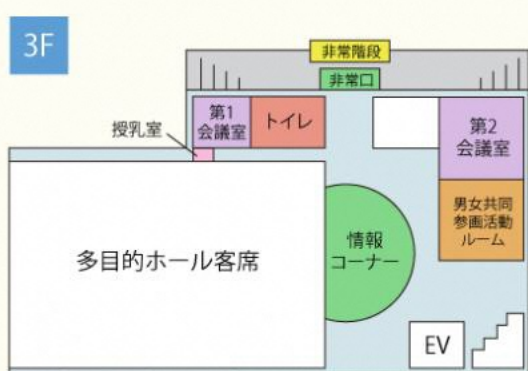 3F
非常階段
非常口
授乳室
第1
会議室
トイレ
第2
会議室
男女共同
参画活動
ルーム
多目的ホール客席
情報
コーナー
EV